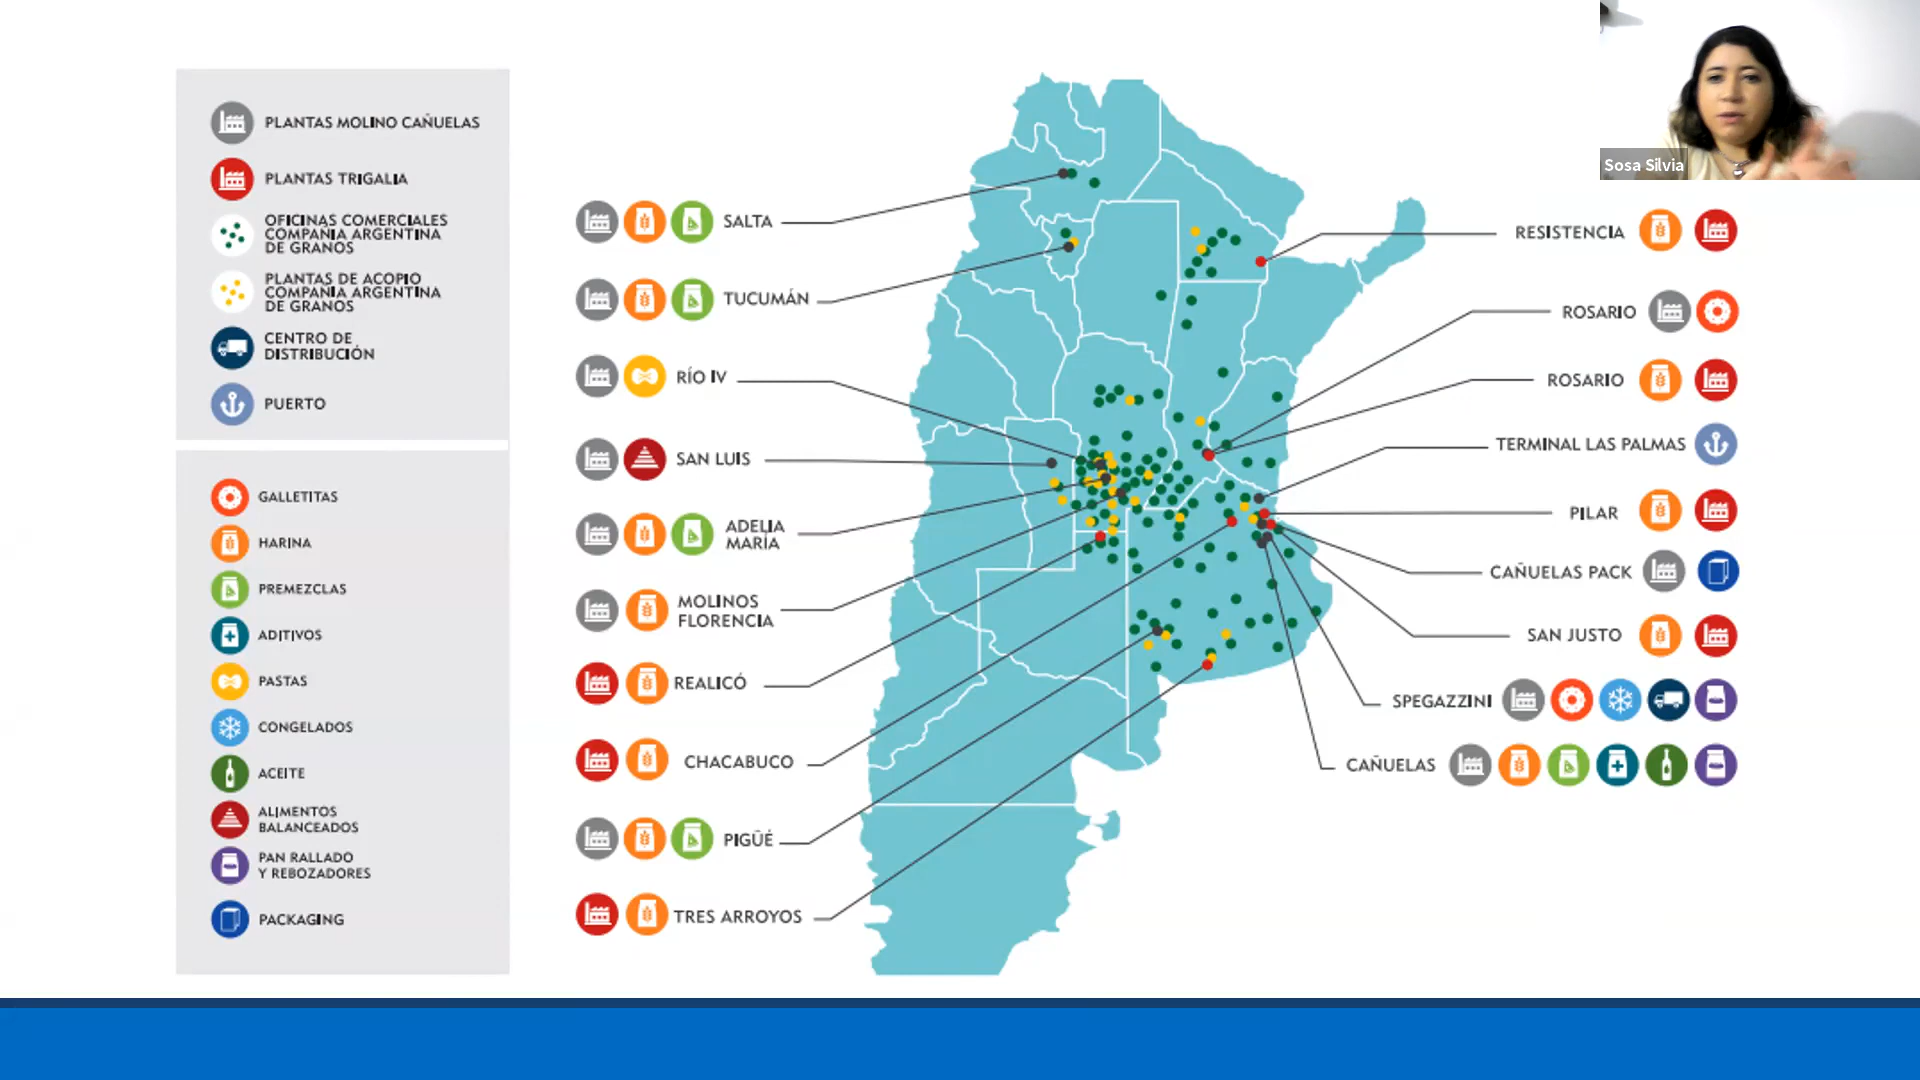 PLANTAS MOLINO CAÑUELAS
PLANTAS TRIGALIA
OFICINAS COMERCIALES
COMPAÑIA ARGENTINA
DE GRANOS
PLANTAS DE ACOPIO
COMPAÑIA ARGENTINA
DE GRANOS
CENTRO DE
DISTRIBUCIÓN
PUERTO
GALLETITAS
HARINA
PREMEZCLAS
ADITIVOS
PASTAS
CONGELADOS
ACEITE
ALIMENTOS
BALANCEADOS
PAN RALLADO
Y REBOZADORES
PACKAGING
SALTA
TUCUMÁN
RÍO IV
SAN LUIS
ADELIA
MARÍA
MOLINOS
FLORENCIA
REALICÓ
CHACABUCO
PIGÜÉ
TRES ARROYOS
RESISTENCIA
ROSARIO
ROSARIO
TERMINAL LAS PALMAS
PILAR
CAÑUELAS PACK
SAN JUSTO
SPEGAZZINI
CAÑUELAS
Sosa Silvia